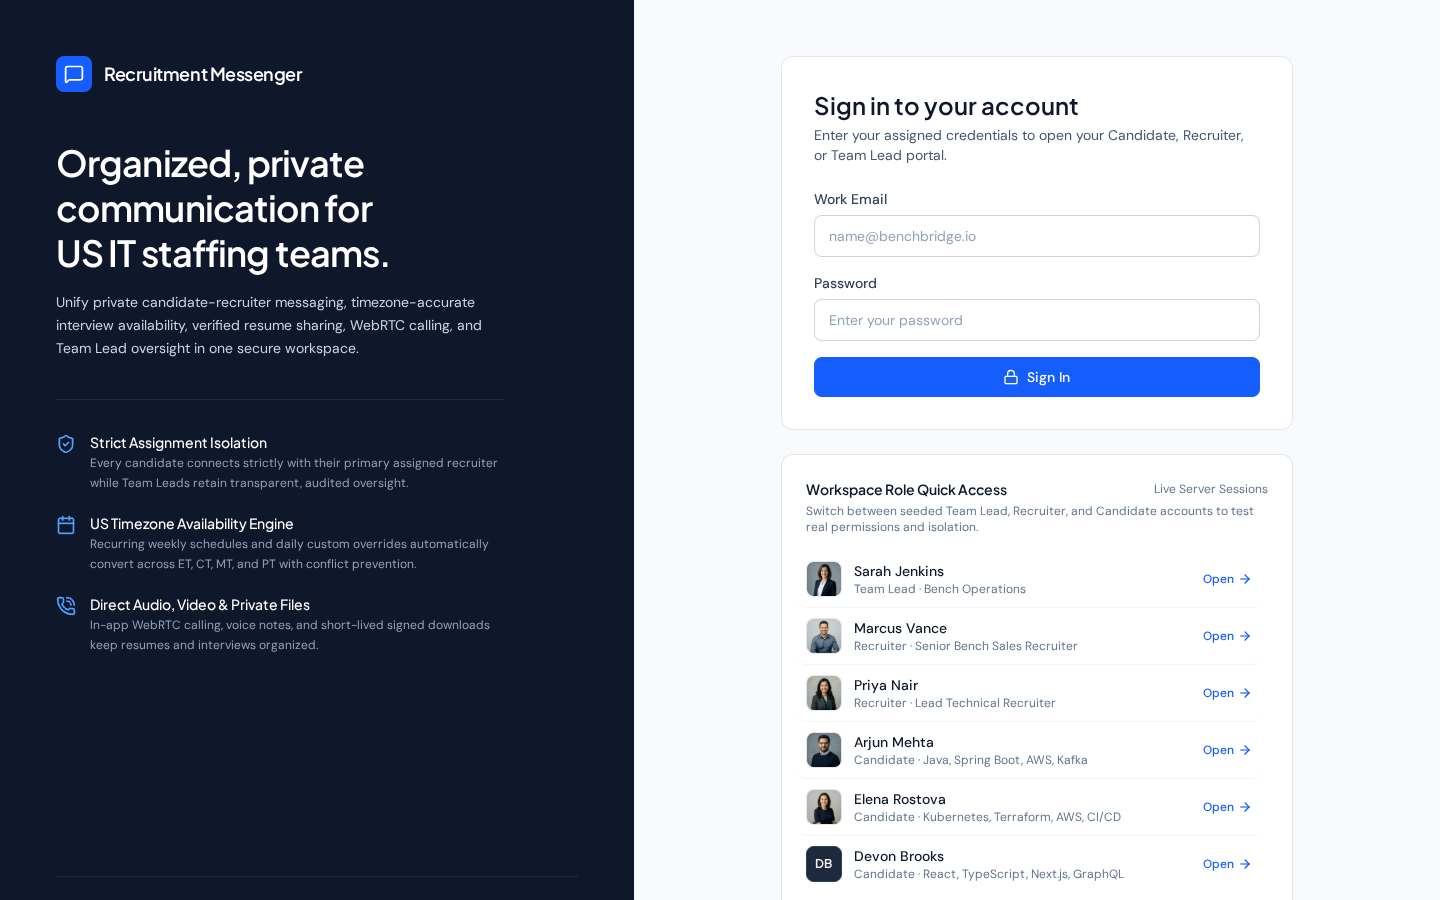 Recruitment Messenger
Organized, private
communication for
US IT staffing teams.
Unify private candidate-recruiter messaging, timezone-accurate
interview availability, verified resume sharing, WebRTC calling, and
Team Lead oversight in one secure workspace.
Strict Assignment Isolation
Every candidate connects strictly with their primary assigned recruiter
while Team Leads retain transparent, audited oversight.
US Timezone Availability Engine
Recurring weekly schedules and daily custom overrides automatically
convert across ET, CT, MT, and PT with conflict prevention.
Direct Audio, Video & Private Files
In-app WebRTC calling, voice notes, and short-lived signed downloads
keep resumes and interviews organized.
Sign in to your account
Enter your assigned credentials to open your Candidate, Recruiter,
or Team Lead portal.
Work Email
name@benchbridge.io
Password
Enter your password
Sign In
Workspace Role Quick Access
Live Server Sessions
Switch between seeded Team Lead, Recruiter, and Candidate accounts to test
real permissions and isolation.
Sarah Jenkins
Team Lead · Bench Operations
Open
Marcus Vance
Recruiter · Senior Bench Sales Recruiter
Open
Priya Nair
Recruiter · Lead Technical Recruiter
Open
Arjun Mehta
Candidate · Java, Spring Boot, AWS, Kafka
Open
Elena Rostova
Candidate · Kubernetes, Terraform, AWS, CI/CD
Open
DB
Devon Brooks
Candidate · React, TypeScript, Next.js, GraphQL
Open